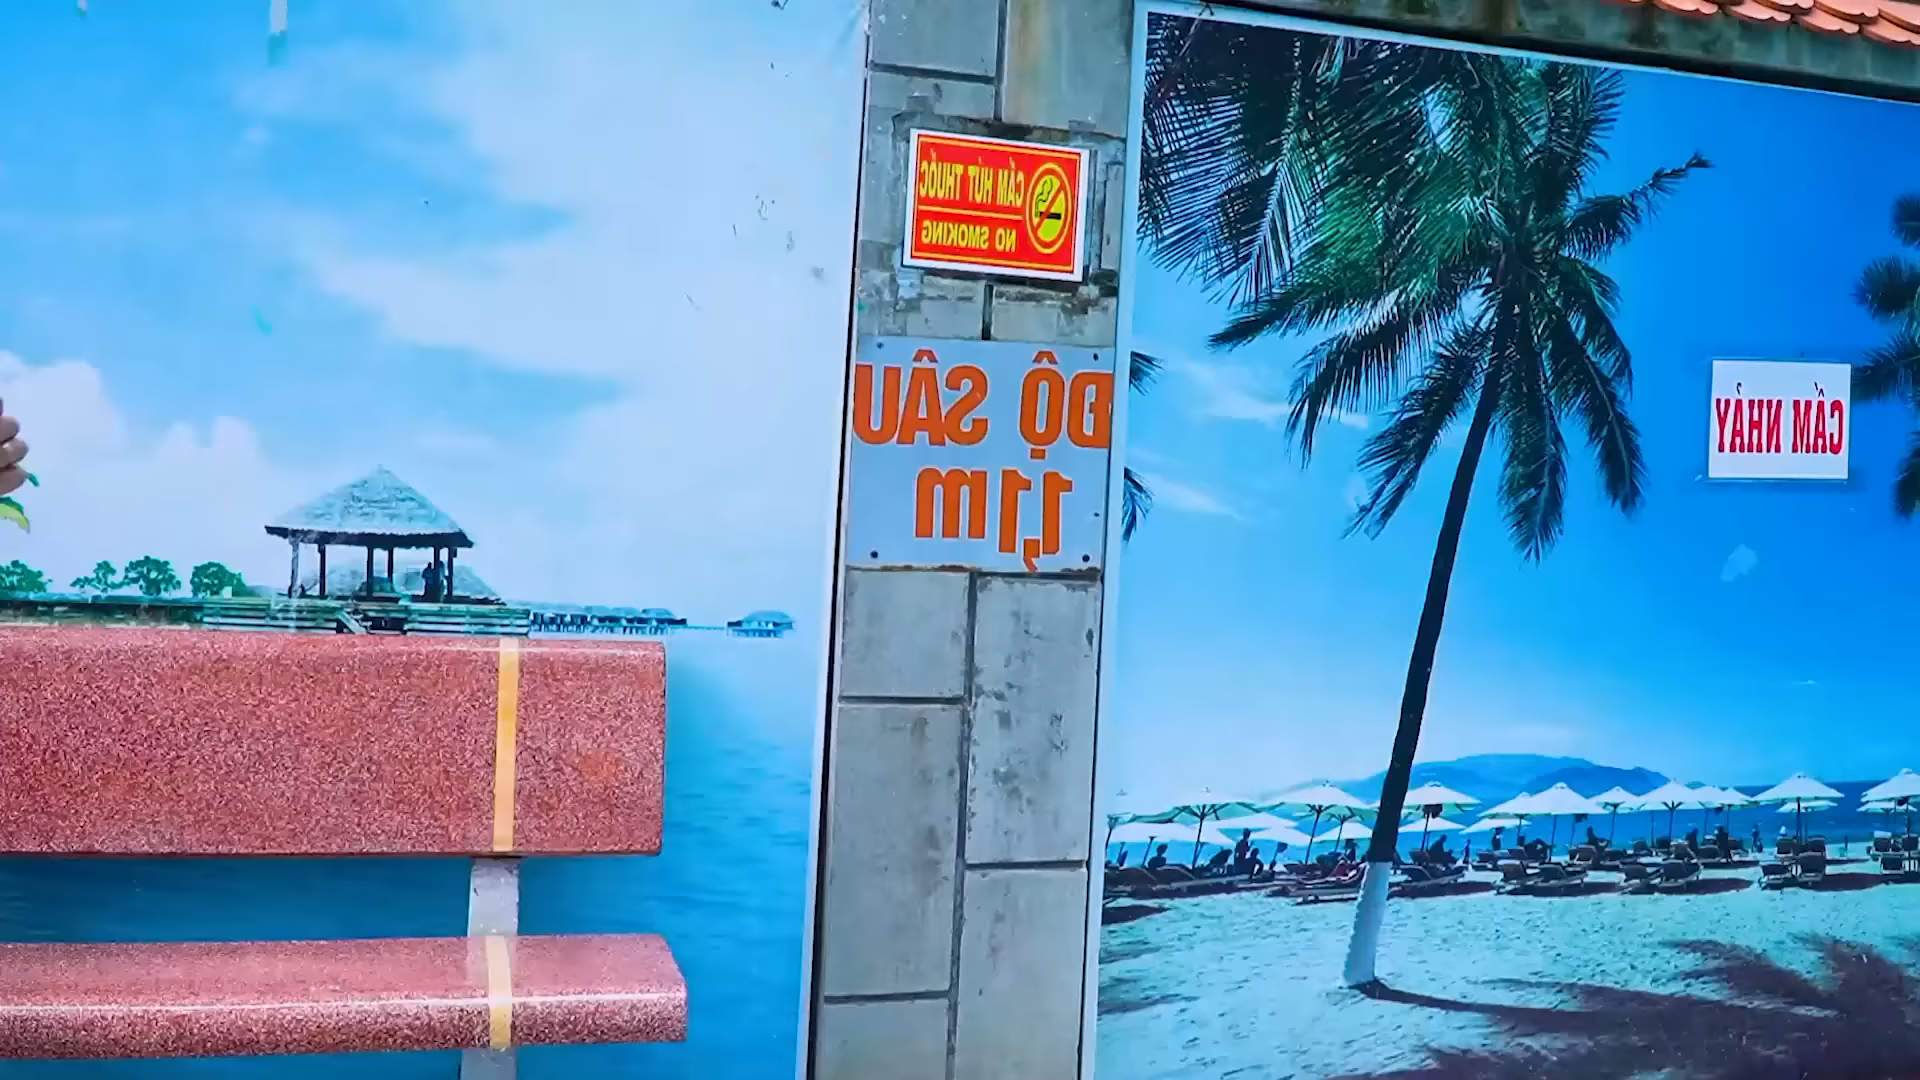 CẤM HÚT THUỐC
NO SMOKING
ĐỘ SÂU
1,1m
CẤM NHẢY